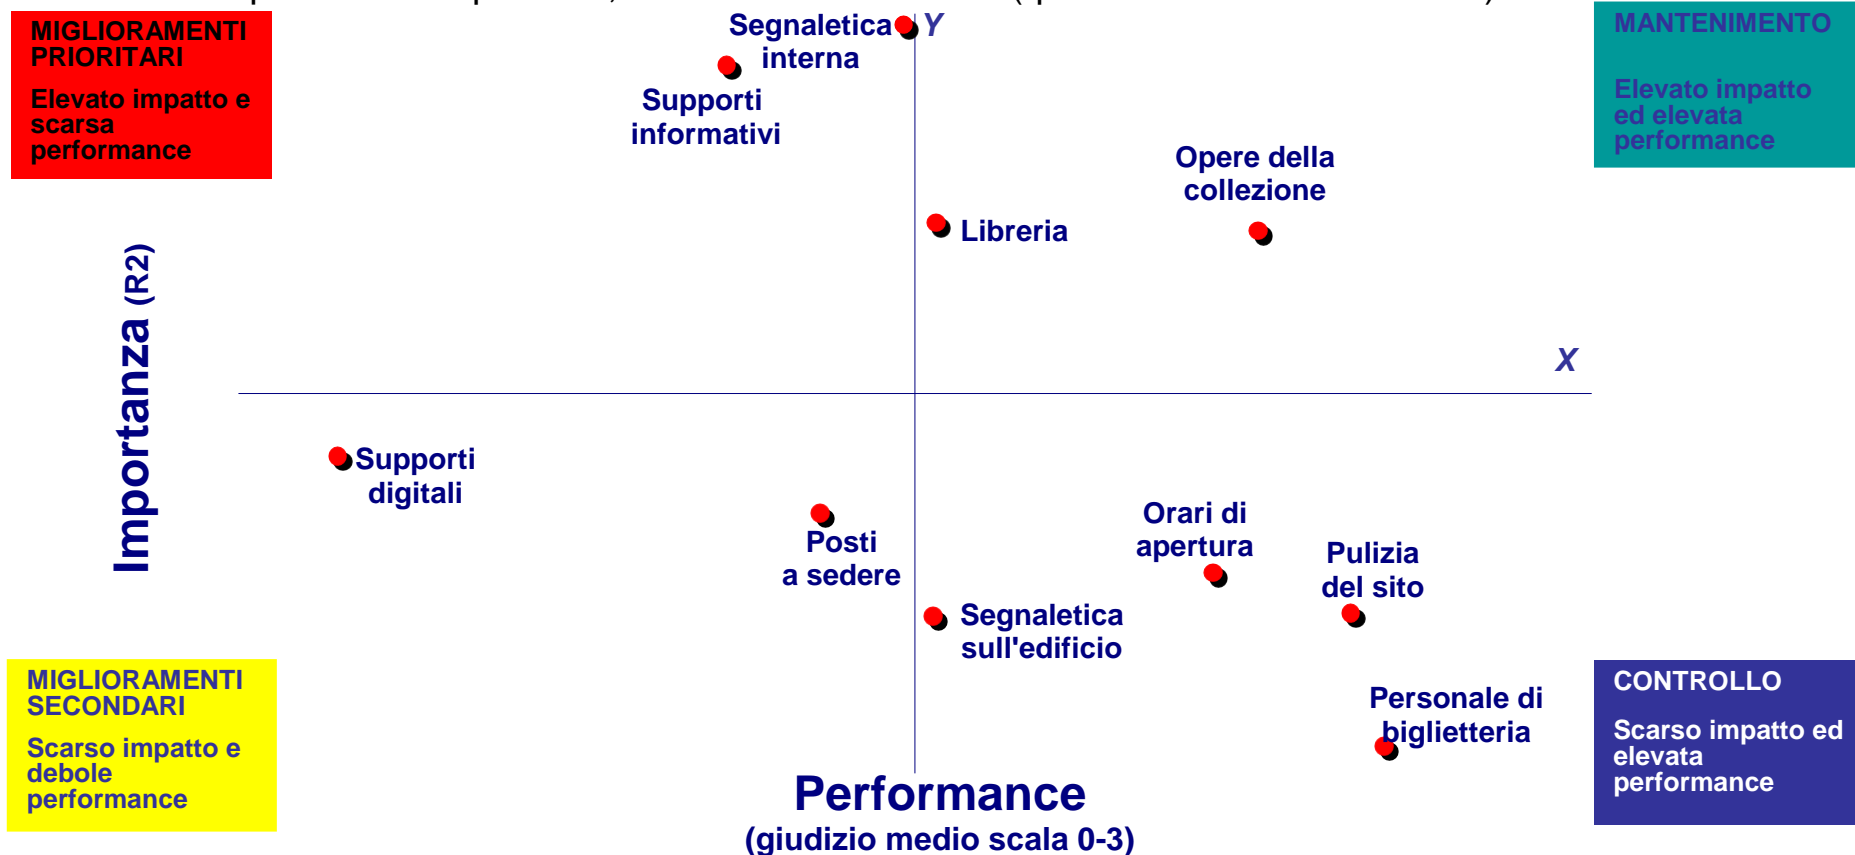 MIGLIORAMENTI
PRIORITARI
Elevato impatto e
scarsa
performance
Segnaletica
interna
Y
MANTENIMENTO
Elevato impatto
ed elevata
performance
Supporti
informativi
Opere della
collezione
Libreria
X
Importanza (R2)
Supporti
digitali
Posti
a sedere
Orari di
apertura
Pulizia
del sito
Segnaletica
sull'edificio
MIGLIORAMENTI
SECONDARI
Scarso impatto e
debole
performance
Personale di
biglietteria
CONTROLLO
Scarso impatto ed
elevata
performance
Performance
(giudizio medio scala 0-3)